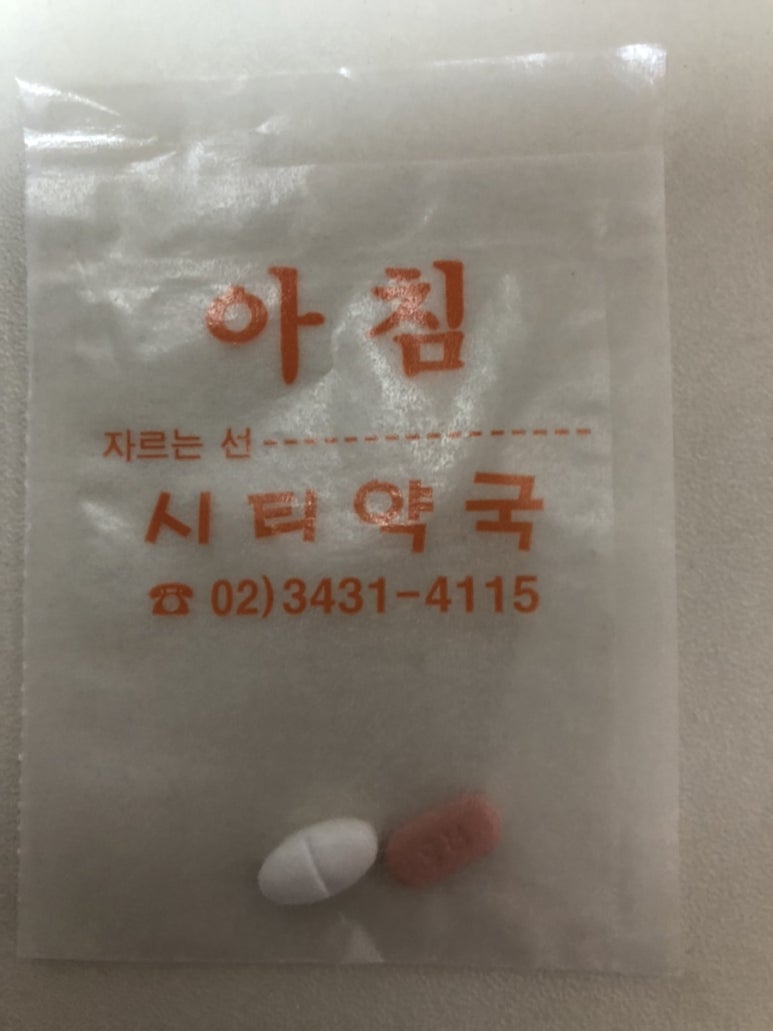 아침
자르는 선
시티약국
☎ 02)3431-4115